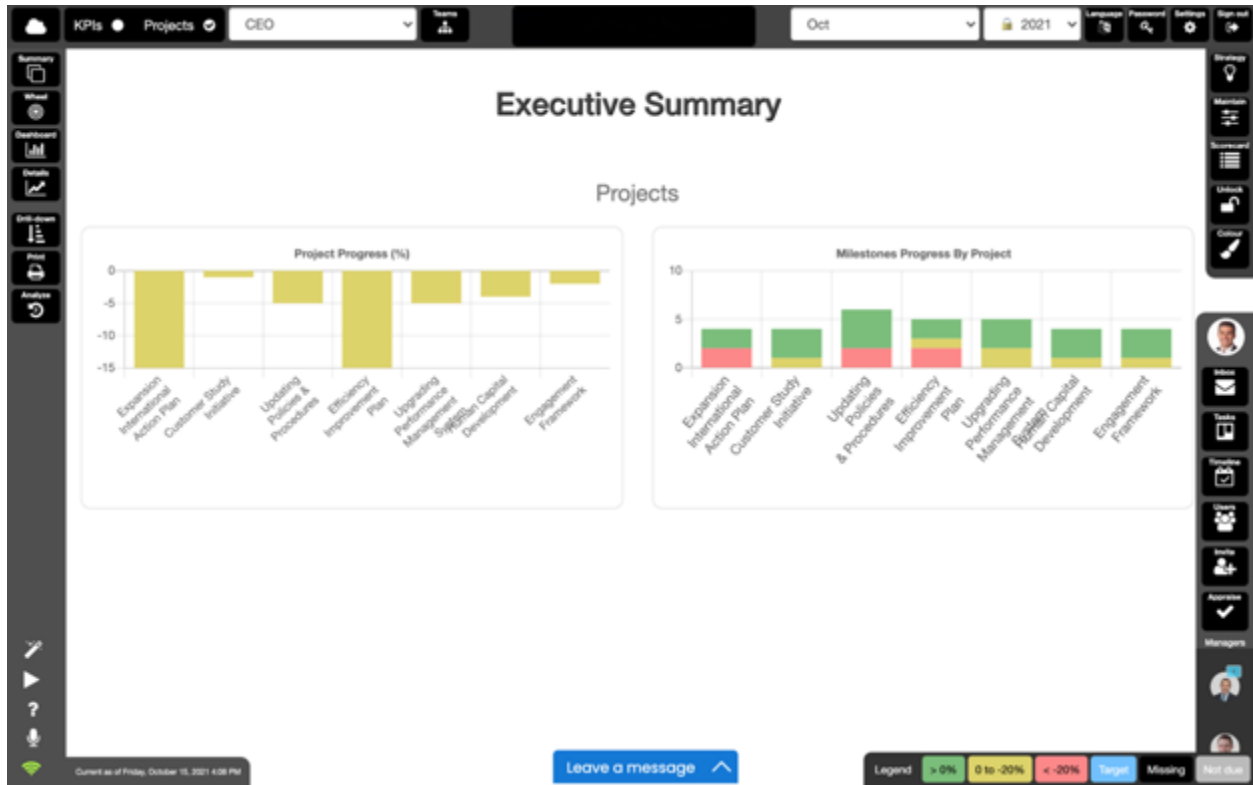 KPIs Projects CEO Teams Oct 2021 Language Password Settings Sign out
Summary
Wheel
Dashboard
Details
Drill-down
Print
Analyze
Executive Summary
Projects
Project Progress (%)
0
-5
-10
-15
Expansion
International
Action Plan
Customer Study
Initiative
Updating
Policies &
Procedures
Efficiency
Improvement
Plan
Upgrading
Performance
Management
System
Human Capital
Development
Engagement
Framework
Milestones Progress By Project
10
5
0
Expansion
International
Action Plan
Customer Study
Initiative
Updating
Policies
& Procedures
Efficiency
Improvement
Plan
Upgrading
Performance
Management
System
Human Capital
Development
Engagement
Framework
Strategy
Maintain
Scorecard
Unlock
Colour
Inbox
Tasks
Timeline
Users
Invite
Appraise
Managers
Current as of Friday, October 15, 2021 4:08 PM
Leave a message
Legend > 0% 0 to -20% < -20% Target Missing Not due